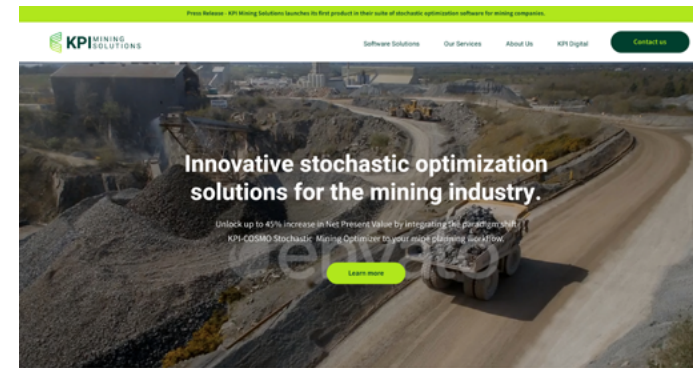 Press Release - KPI Mining Solutions launches its first product in their suite of stochastic optimization software for mining companies.
KPI MINING SOLUTIONS
Software Solutions
Our Services
About Us
KPI Digital
Contact us
Innovative stochastic optimization
solutions for the mining industry.
Unlock up to 45% increase in Net Present Value by integrating the paradigm shift
KPI-COSMO Stochastic Mining Optimizer to your mine planning workflow.
envato
Learn more